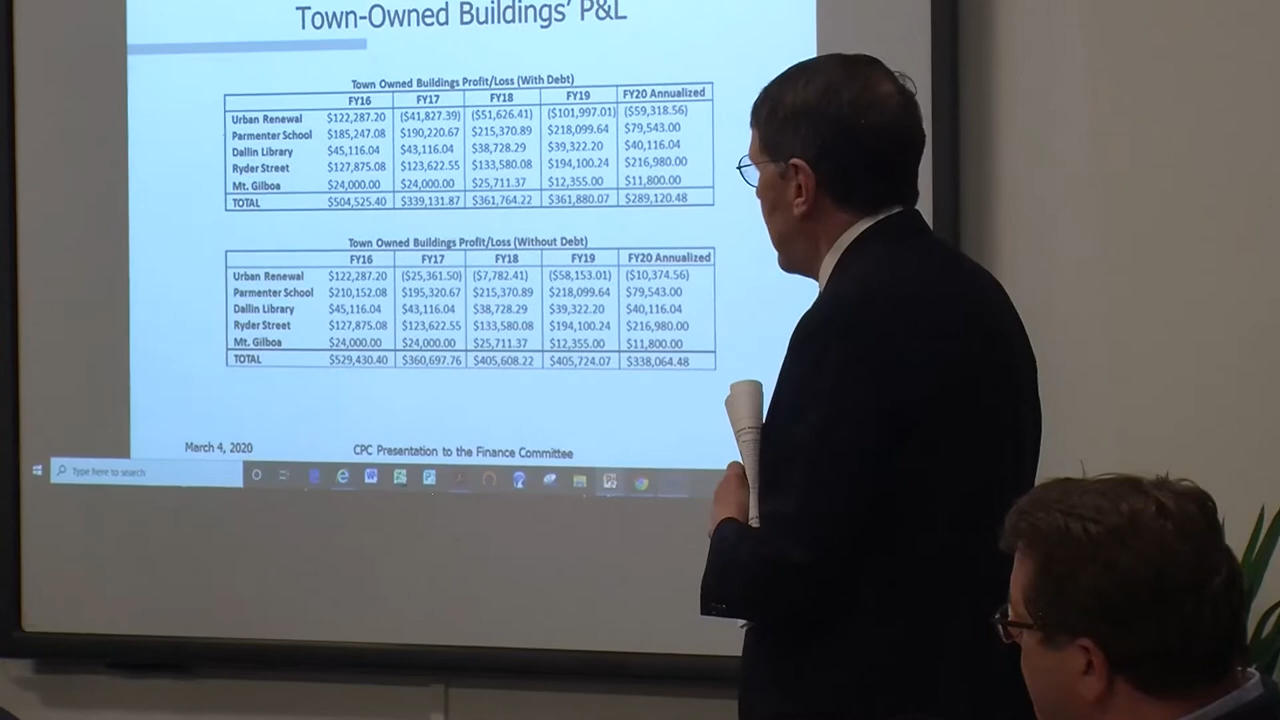 Town-Owned Buildings' P&L
Town Owned Buildings Profit/Loss (With Debt)
FY16 FY17 FY18 FY19 FY20 Annualized
Urban Renewal $122,287.20 ($41,827.39) ($51,626.41) ($101,997.01) ($59,318.56)
Parmenter School $185,247.08 $190,220.67 $215,370.89 $218,099.64 $79,543.00
Dallin Library $45,116.04 $43,116.04 $38,728.29 $39,322.20 $40,116.04
Ryder Street $127,875.08 $123,622.55 $133,580.08 $194,100.24 $216,980.00
Mt. Gilboa $24,000.00 $24,000.00 $25,711.37 $12,355.00 $11,800.00
TOTAL $504,525.40 $339,131.87 $361,764.22 $361,880.07 $289,120.48
Town Owned Buildings Profit/Loss (Without Debt)
FY16 FY17 FY18 FY19 FY20 Annualized
Urban Renewal $122,287.20 ($25,361.50) ($7,782.41) ($58,153.01) ($10,374.56)
Parmenter School $210,152.08 $195,320.67 $215,370.89 $218,099.64 $79,543.00
Dallin Library $45,116.04 $43,116.04 $38,728.29 $39,322.20 $40,116.04
Ryder Street $127,875.08 $123,622.55 $133,580.08 $194,100.24 $216,980.00
Mt. Gilboa $24,000.00 $24,000.00 $25,711.37 $12,355.00 $11,800.00
TOTAL $529,430.40 $360,697.76 $405,608.22 $405,724.07 $338,064.48
March 4, 2020 CPC Presentation to the Finance Committee
Type here to search